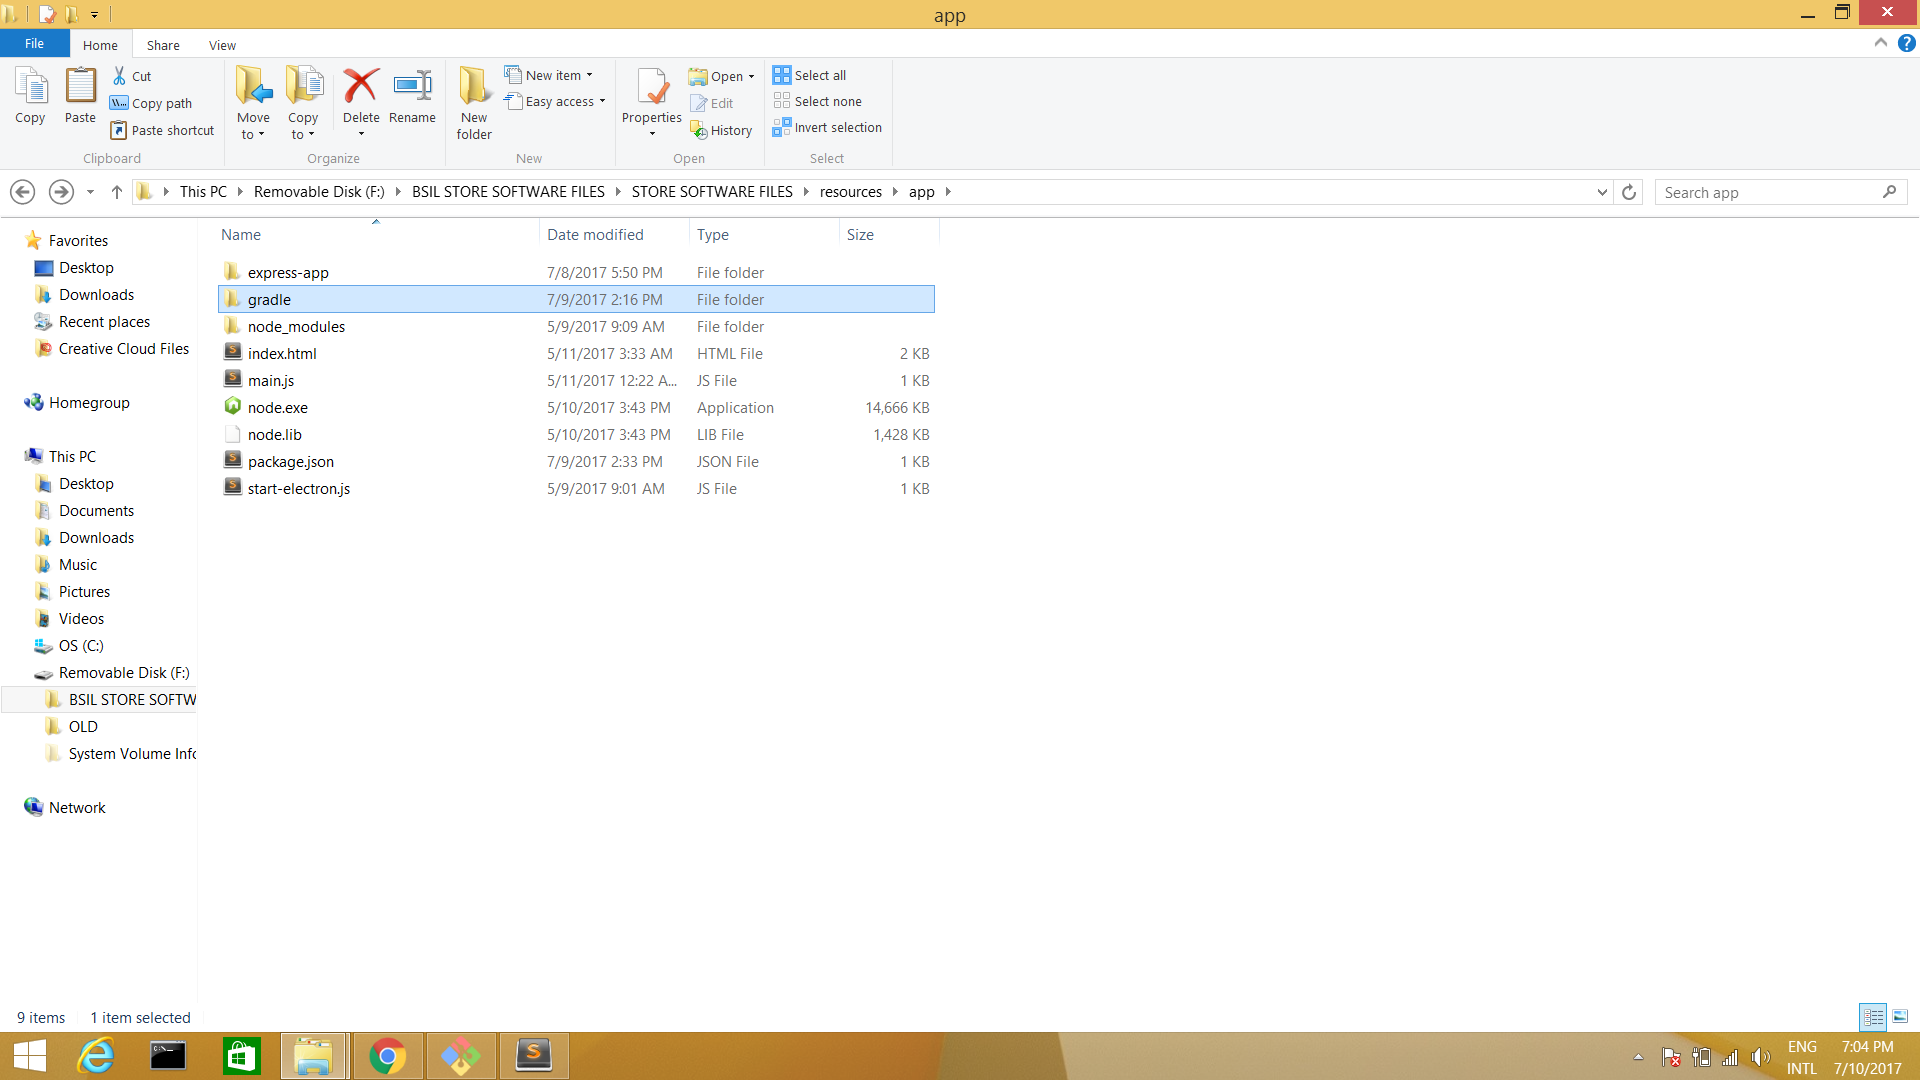 app
File
Home
Share
View
Copy
Paste
Cut
Copy path
Paste shortcut
Clipboard
Move to
Copy to
Delete
Rename
Organize
New folder
New item
Easy access
New
Properties
Open
Edit
History
Open
Select all
Select none
Invert selection
Select
This PC
Removable Disk (F:)
BSIL STORE SOFTWARE FILES
STORE SOFTWARE FILES
resources
app
Search app
Favorites
Desktop
Downloads
Recent places
Creative Cloud Files
Homegroup
This PC
Desktop
Documents
Downloads
Music
Pictures
Videos
OS (C:)
Removable Disk (F:)
BSIL STORE SOFTW
OLD
System Volume Info
Network
Name Date modified Type Size
express-app 7/8/2017 5:50 PM File folder
gradle 7/9/2017 2:16 PM File folder
node_modules 5/9/2017 9:09 AM File folder
index.html 5/11/2017 3:33 AM HTML File 2 KB
main.js 5/11/2017 12:22 A... JS File 1 KB
node.exe 5/10/2017 3:43 PM Application 14,666 KB
node.lib 5/10/2017 3:43 PM LIB File 1,428 KB
package.json 7/9/2017 2:33 PM JSON File 1 KB
start-electron.js 5/9/2017 9:01 AM JS File 1 KB
9 items 1 item selected
ENG
INTL
7:04 PM
7/10/2017